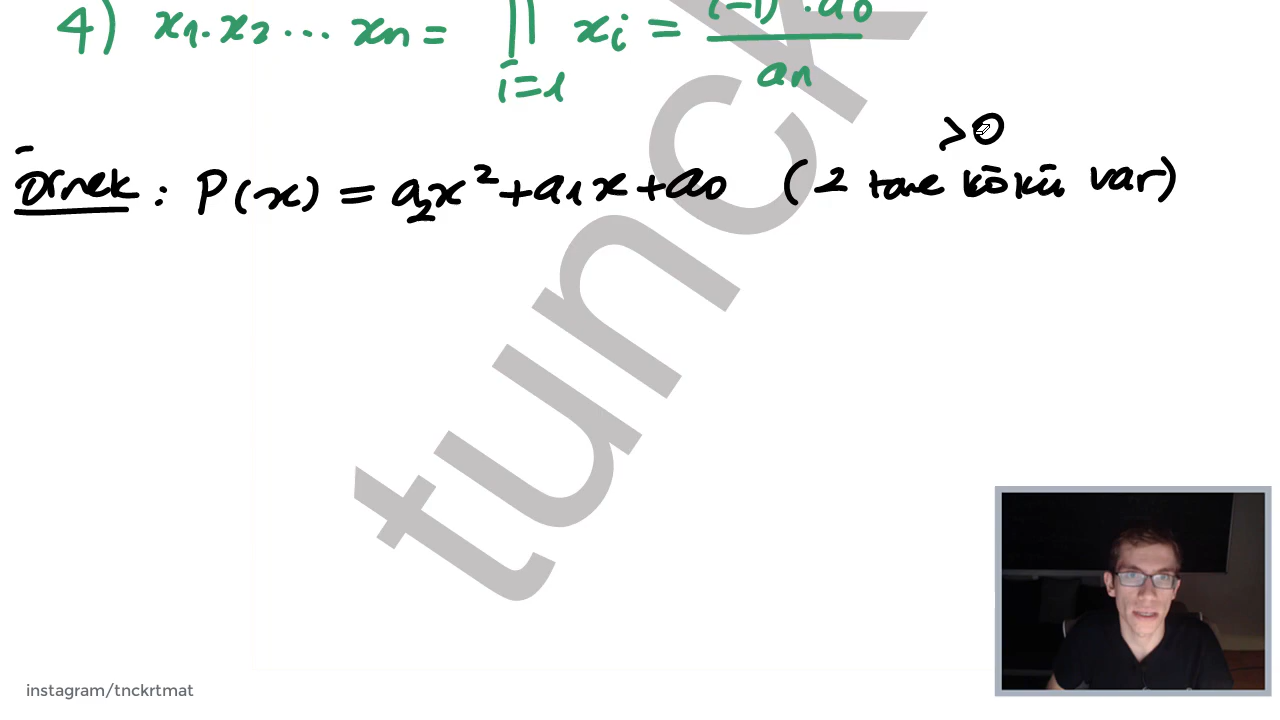 4) x₁.x₂ ... xₙ = ∏ i=1 xᵢ = (-1) .a₀ / aₙ
>0
örnek : P(x) = a₂x² + a₁x + a₀ (2 tane kökü var)
tunck
instagram/tnckrtmat